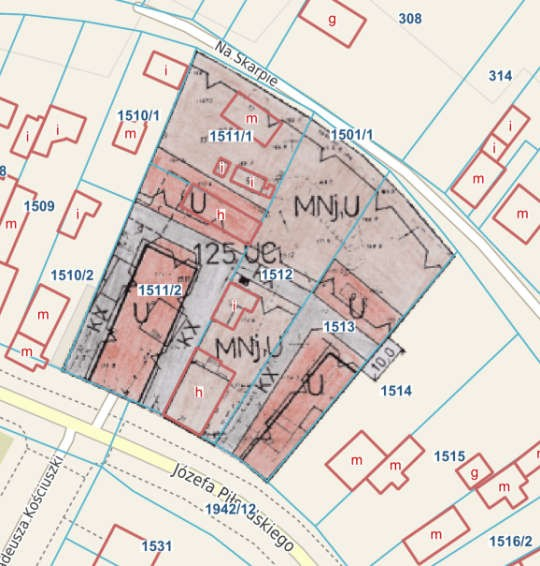 g
308
Na Skarpie
i
314
1510/1
m
1511/1
1501/1
m
i
i
i
i
m
i
i
m
U
h
MNj,U
1509
i
m
m
125 UC
1512
1510/2
1511/2
U
i
U
1513
m
KX
KX
MNj,U
m
10.0
h
KX
U
1514
Józefa Piłsudskiego
m
m
1515
g
m
1942/12
m
1531
1516/2